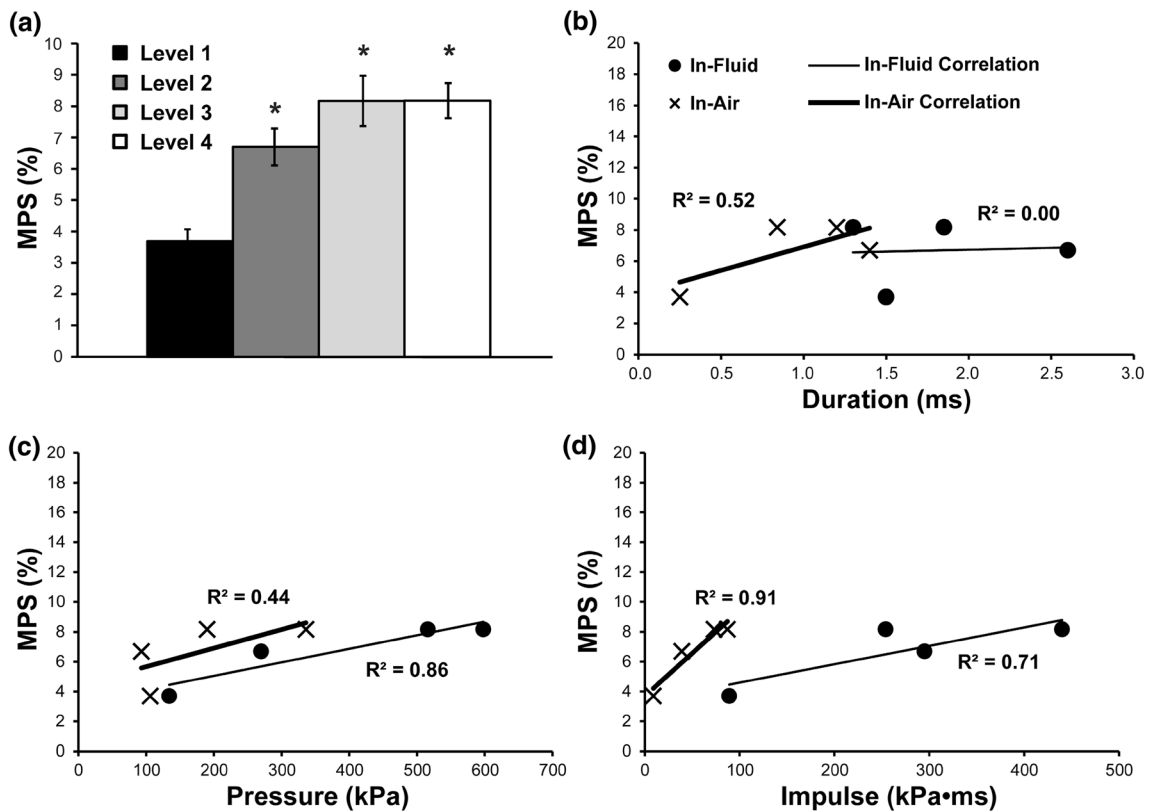 (a)
MPS (%)
10
9
8
7
6
5
4
3
2
1
0
Level 1
Level 2
Level 3
Level 4
*
*
*
(b)
MPS (%)
20
18
16
14
12
10
8
6
4
2
0
In-Fluid
In-Fluid Correlation
In-Air
In-Air Correlation
R² = 0.52
R² = 0.00
0.0 0.5 1.0 1.5 2.0 2.5 3.0
Duration (ms)
(c)
MPS (%)
20
18
16
14
12
10
8
6
4
2
0
R² = 0.44
R² = 0.86
0 100 200 300 400 500 600 700
Pressure (kPa)
(d)
MPS (%)
20
18
16
14
12
10
8
6
4
2
0
R² = 0.91
R² = 0.71
0 100 200 300 400 500
Impulse (kPa•ms)